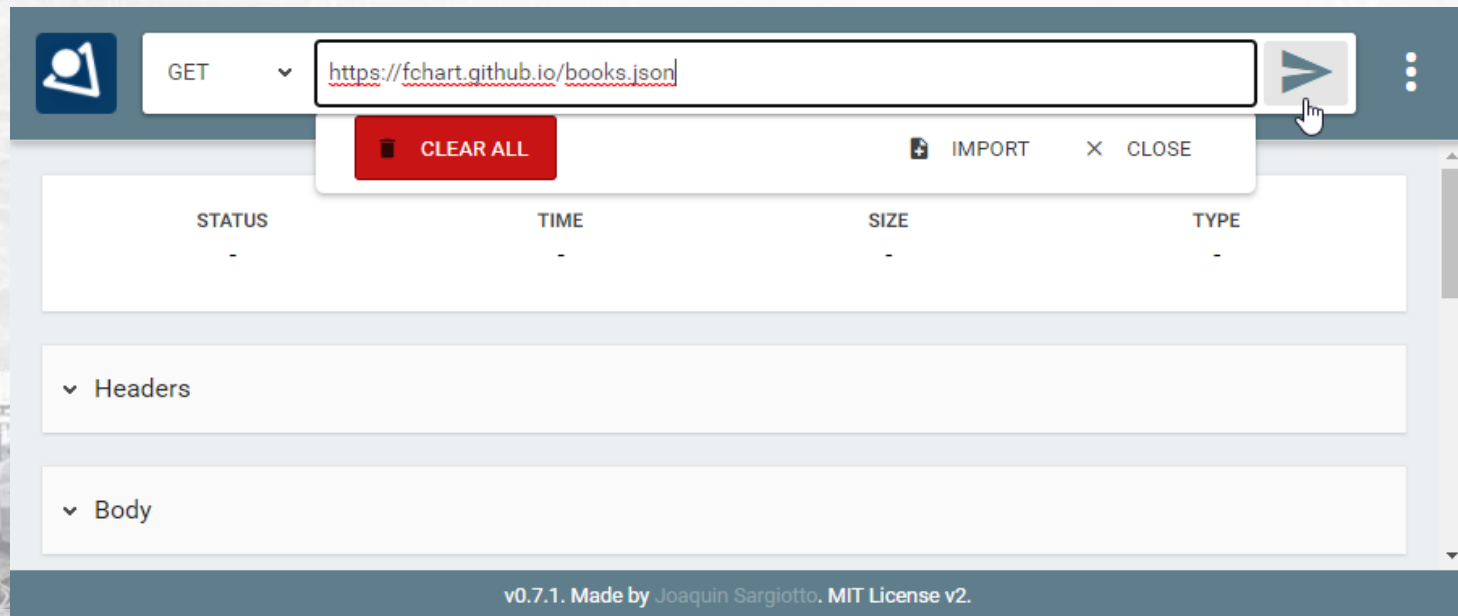 GET
https://fchart.github.io/books.json
CLEAR ALL
IMPORT
CLOSE
STATUS TIME SIZE TYPE
- - - -
Headers
Body
v0.7.1. Made by Joaquin Sargiotto. MIT License v2.